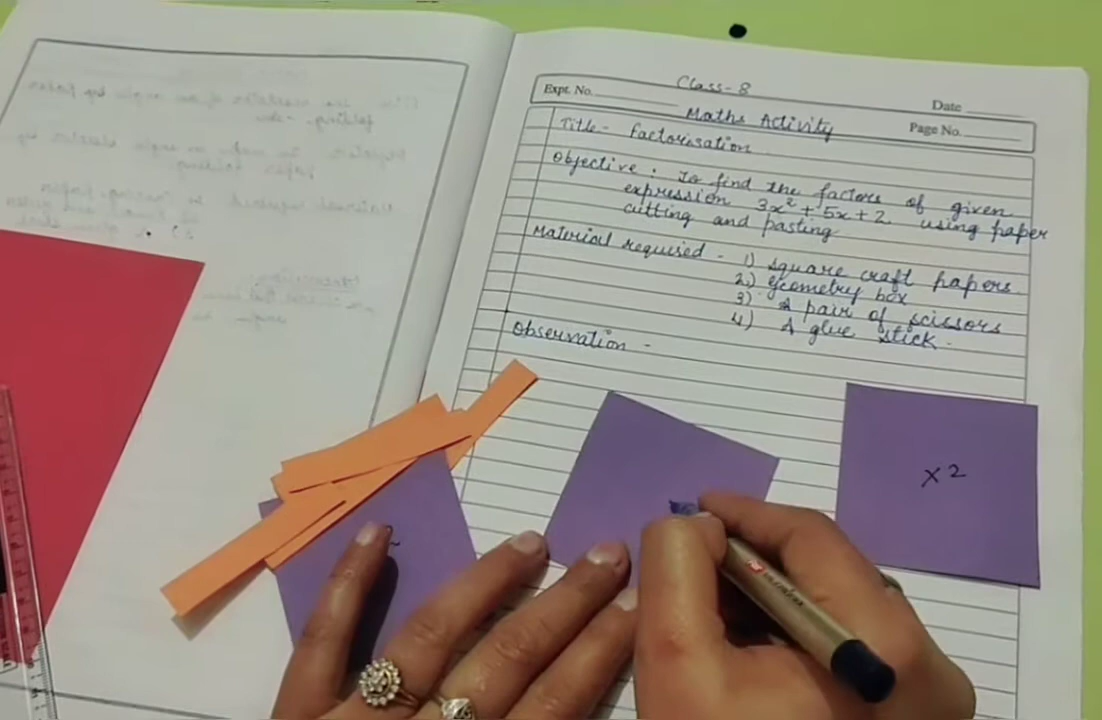 Class-8
Expt. No.
Date
Maths Activity
Page No.
Title- Factorisation
Objective : To find the factors of given
expression 3x² + 5x + 2 using paper
cutting and pasting
Material required - 1) square craft papers
2) geometry box
3) A pair of scissors
4) A glue stick.
Observation -
x2